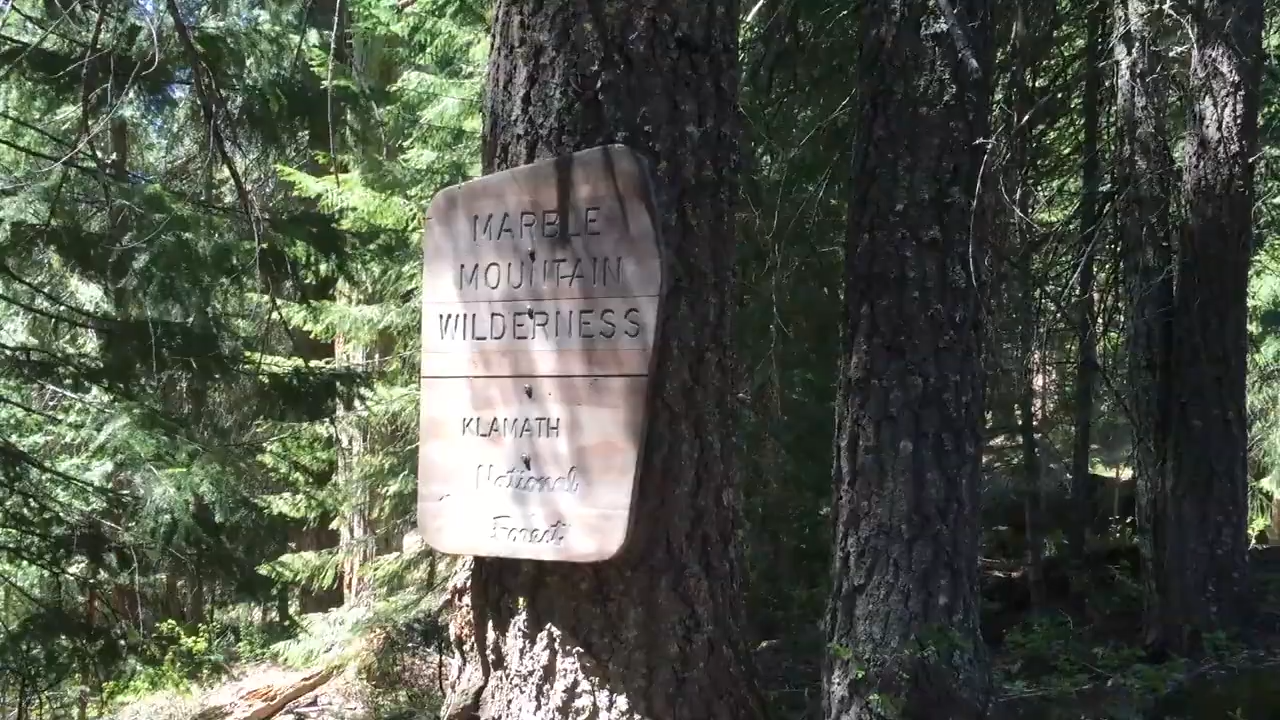 MARBLE
MOUNTAIN
WILDERNESS
KLAMATH
National
Forest